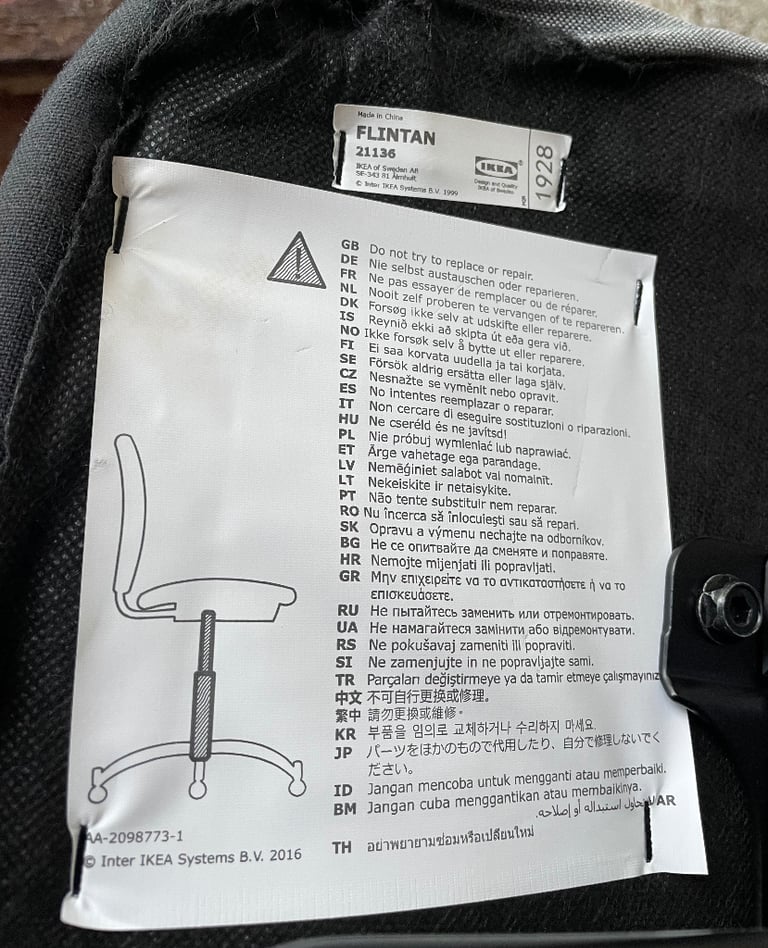 Made in China
FLINTAN
21136
IKEA of Sweden AB
SE-343 81 Älmhult
© Inter IKEA Systems B.V. 1999
IKEA®
Design and Quality
IKEA of Sweden
1928
GB Do not try to replace or repair.
DE Nie selbst austauschen oder reparieren.
FR Ne pas essayer de remplacer ou de réparer.
NL Nooit zelf proberen te vervangen of te repareren.
DK Forsøg ikke selv at udskifte eller reparere.
IS Reynið ekki að skipta út eða gera við.
NO Ikke forsøk selv å bytte ut eller reparere.
FI Ei saa korvata uudella ja tai korjata.
SE Försök aldrig ersätta eller laga själv.
CZ Nesnažte se vyměnit nebo opravit.
ES No intentes reemplazar o reparar.
IT Non cercare di eseguire sostituzioni o riparazioni.
HU Ne cseréld és ne javítsd!
PL Nie próbuj wymieniać lub naprawiać.
ET Ärge vahetage ega parandage.
LV Nemēģiniet salabot vai nomainīt.
LT Nekeiskite ir netaisykite.
PT Não tente substituir nem reparar.
RO Nu încerca să înlocuieşti sau să repari.
SK Opravu a výmenu nechajte na odborníkov.
BG Не се опитвайте да сменяте и поправяте.
HR Nemojte mijenjati ili popravljati.
GR Μην επιχειρείτε να το αντικαταστήσετε ή να το
επισκευάσετε.
RU Не пытайтесь заменить или отремонтировать.
UA Не намагайтеся замінити або відремонтувати.
RS Ne pokušavaj zameniti ili popraviti.
SI Ne zamenjujte in ne popravljajte sami.
TR Parçaları değiştirmeye ya da tamir etmeye çalışmayınız
中文 不可自行更换或修理。
繁中 請勿更換或維修。
KR 부품을 임의로 교체하거나 수리하지 마세요.
JP パーツをほかのもので代用したり、自分で修理しないでく
ださい。
ID Jangan mencoba untuk mengganti atau memperbaiki.
BM Jangan cuba menggantikan atau membaikinya.
AR تحاول استبداله أو إصلاحه.
TH อย่าพยายามซ่อมหรือเปลี่ยนใหม่
AA-2098773-1
© Inter IKEA Systems B.V. 2016